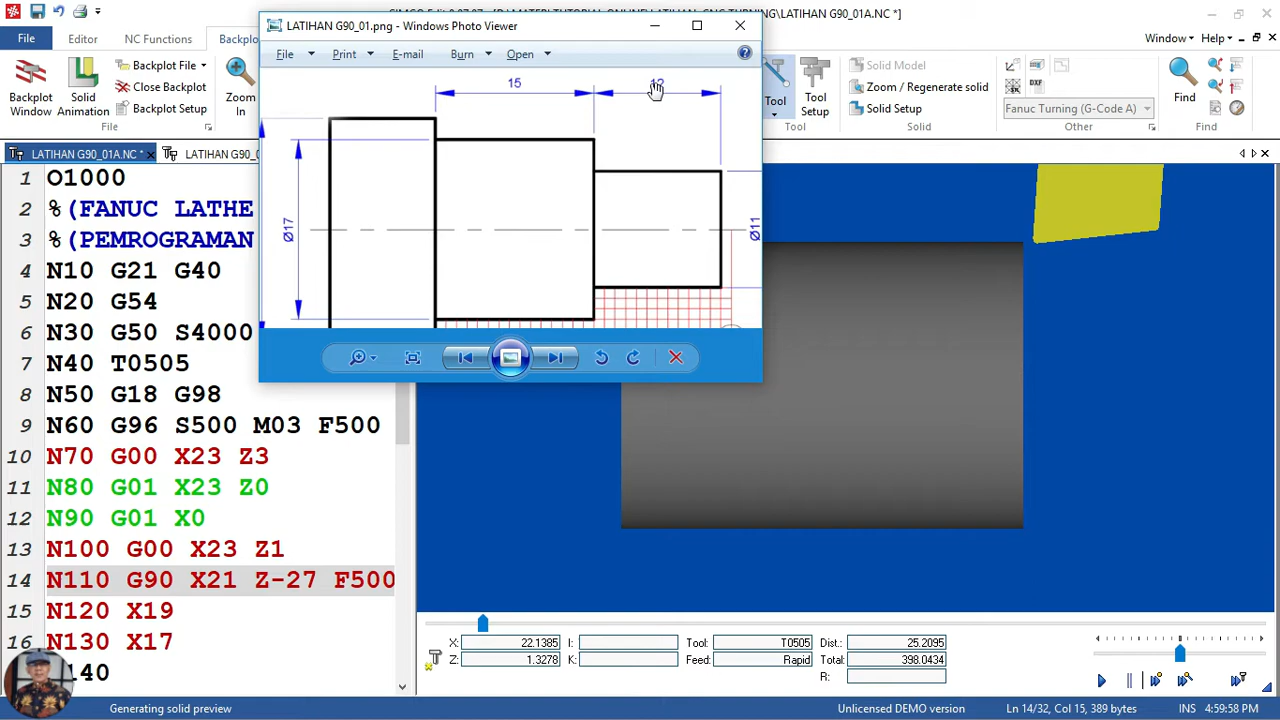 LATIHAN G90_01.png - Windows Photo Viewer
LATIHAN G90_01A.NC *]
File
Editor
NC Functions
Window
Help
File
Print
E-mail
Burn
Open
Backplot Window
Solid Animation
Backplot File
Close Backplot
Backplot Setup
File
Zoom In
Tool
Tool Setup
Tool
Solid Model
Zoom / Regenerate solid
Solid Setup
Solid
Fanuc Turning (G-Code A)
Other
Find
Find
LATIHAN G90_01A.NC *
LATIHAN G90_0
15
12
Ø17
Ø11
1 O1000
2 %(FANUC LATHE
3 %(PEMROGRAMAN
4 N10 G21 G40
5 N20 G54
6 N30 G50 S4000
7 N40 T0505
8 N50 G18 G98
9 N60 G96 S500 M03 F500
10 N70 G00 X23 Z3
11 N80 G01 X23 Z0
12 N90 G01 X0
13 N100 G00 X23 Z1
14 N110 G90 X21 Z-27 F500
15 N120 X19
16 N130 X17
140
X: 22.1385 I: Tool: T0505 Dist.: 25.2095
Z: 1.3278 K: Feed: Rapid Total: 398.0434
R:
Generating solid preview
Unlicensed DEMO version
Ln 14/32, Col 15, 389 bytes
INS
4:59:58 PM